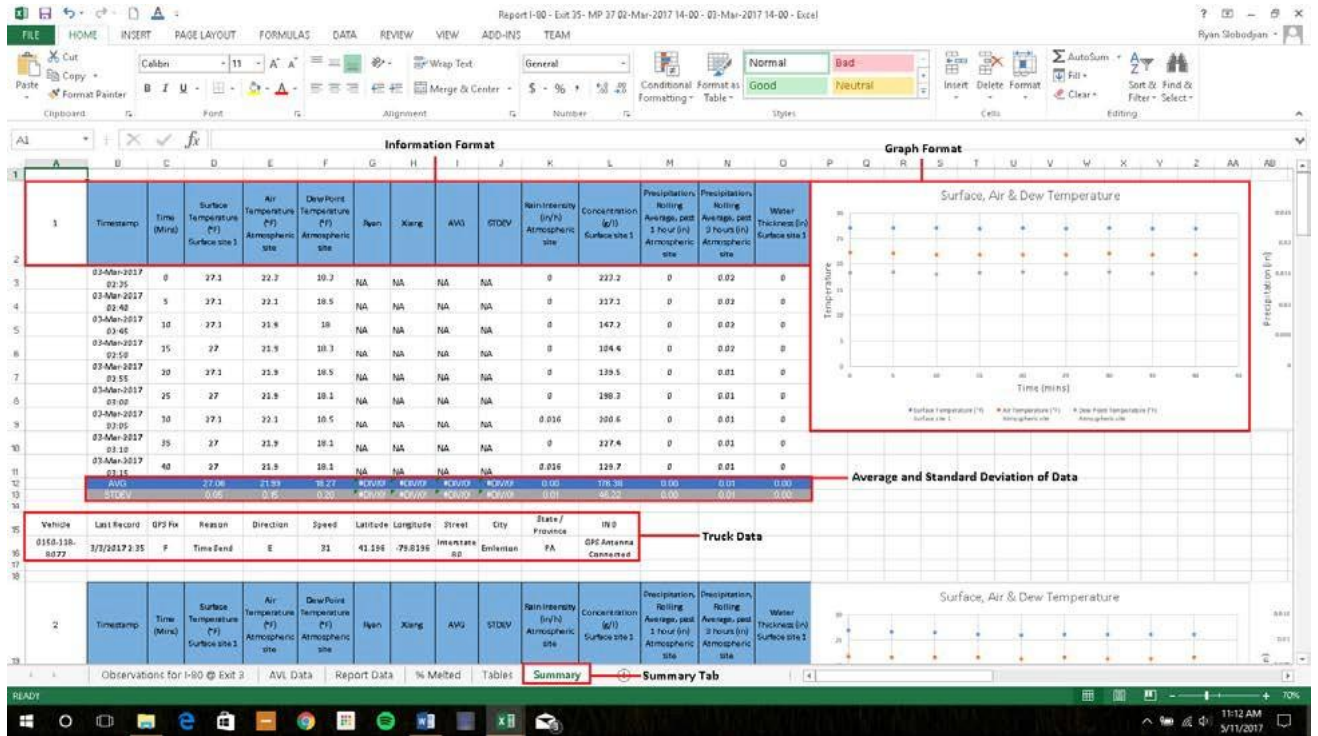 Report I-80 - Exit 35- MP 37 02-Mar-2017 14-00 - 03-Mar-2017 14-00 - Excel
FILE HOME INSERT PAGE LAYOUT FORMULAS DATA REVIEW VIEW ADD-INS TEAM Ryan Slobodjan
Cut
Copy
Format Painter
Paste
Clipboard
Calibri 11
B I U
Font
Wrap Text
Merge & Center
Alignment
General
$ % ,
Number
Conditional Formatting
Format as Table
Normal Bad
Good Neutral
Styles
Insert Delete Format
Cells
AutoSum
Fill
Clear
Sort & Filter
Find & Select
Editing
A1
fx
Information Format
Graph Format
A B C D E F G H I J K L M N O P Q R S T U V W X Y Z AA AB
1 Timestamp Time (Mins) Surface Temperature (°F) Surface site 1 Air Temperature (°F) Atmospheric site Dew Point Temperature (°F) Atmospheric site Ryan Xiang AVG STDEV Rain Intensity (in/h) Atmospheric site Concentration (g/l) Surface site 1 Precipitation, Rolling Average, past 1 hour (in) Atmospheric site Precipitation, Rolling Average, past 3 hours (in) Atmospheric site Water Thickness (in) Surface site 1
03-Mar-2017 02:35 0 27.1 22.3 18.3 NA NA NA NA 0 223.2 0 0.02 0
03-Mar-2017 02:40 5 27.1 22.1 18.5 NA NA NA NA 0 0 0.02 0
03-Mar-2017 10 27.1 21.9 18 NA NA NA NA 0 147.2 0 0.02 0
03-Mar-2017 02:50 15 27 21.9 18.3 NA NA NA NA 0 104.4 0 0.02 0
03-Mar-2017 02:55 20 27.1 21.9 18.5 NA NA NA NA 0 139.5 0 0.01 0
03-Mar-2017 03:00 25 27 21.9 18.1 NA NA NA NA 0 198.3 0 0.01 0
03-Mar-2017 03:05 30 27.1 22.1 NA NA NA NA 0.016 200.6 0 0.01 0
03-Mar-2017 03:10 35 27 21.9 18.1 NA NA NA NA 0 227.4 0 0.01 0
03-Mar-2017 03:15 40 27 21.9 18.1 NA NA NA NA 0.016 0 0.01 0
AVG 27.06 21.99 18.27 #DIV/0! #DIV/0! #DIV/0! #DIV/0! 0.00 0.00 0.01 0.00
STDEV 0.05 0.15 0.20 #DIV/0! #DIV/0! #DIV/0! #DIV/0! 0.01 46.22 0.00 0.01 0.00
Surface, Air & Dew Temperature
Temperature
Time (mins)
Surface Temperature (°F) Surface site 1
Air Temperature (°F) Atmospheric site
Dew Point Temperature (°F) Atmospheric site
Precipitation (in)
Average and Standard Deviation of Data
Vehicle Last Record GPS Fix Reason Direction Speed Latitude Longitude Street City State / Province IN 0
0150-118-8077 3/3/2017 2:35 F Time Send E 31 41.196 -79.8196 Interstate 80 Emlenton PA GPS Antenna Connected
Truck Data
2 Timestamp Time (Mins) Surface Temperature (°F) Surface site 1 Air Temperature (°F) Atmospheric site Dew Point Temperature (°F) Atmospheric site Ryan Xiang AVG STDEV Rain Intensity (in/h) Atmospheric site Concentration (g/l) Surface site 1 Precipitation, Rolling Average, past 1 hour (in) Atmospheric site Precipitation, Rolling Average, past 3 hours (in) Atmospheric site Water Thickness (in) Surface site 1
Surface, Air & Dew Temperature
Observations for I-80 @ Exit 3 AVL Data Report Data % Melted Tables Summary
Summary Tab
READY
70%
11:12 AM
5/11/2017